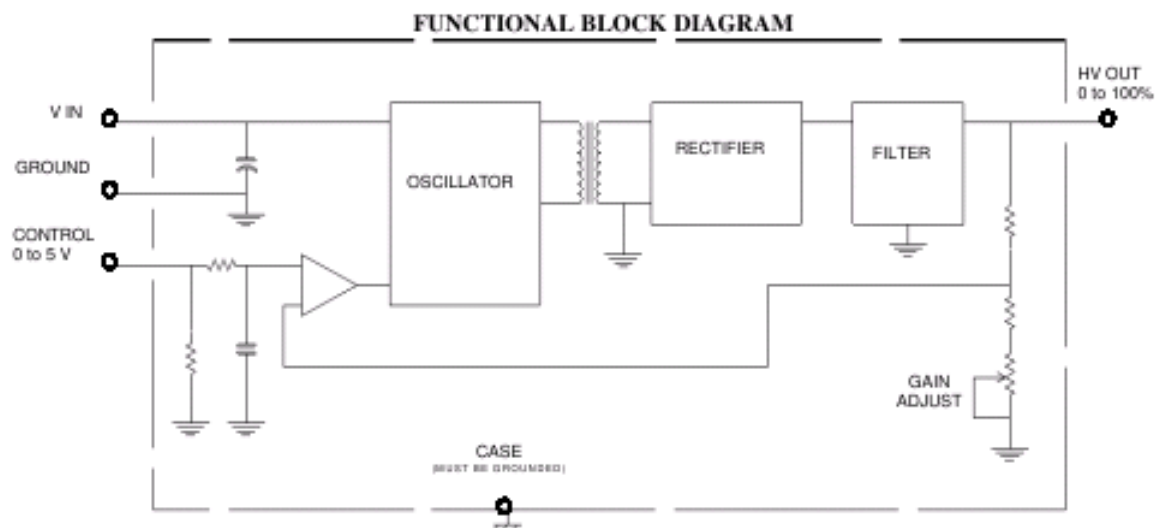 FUNCTIONAL BLOCK DIAGRAM
HV OUT
0 to 100%
V IN
GROUND
CONTROL
0 to 5 V
OSCILLATOR
RECTIFIER
FILTER
GAIN
ADJUST
CASE
(MUST BE GROUNDED)